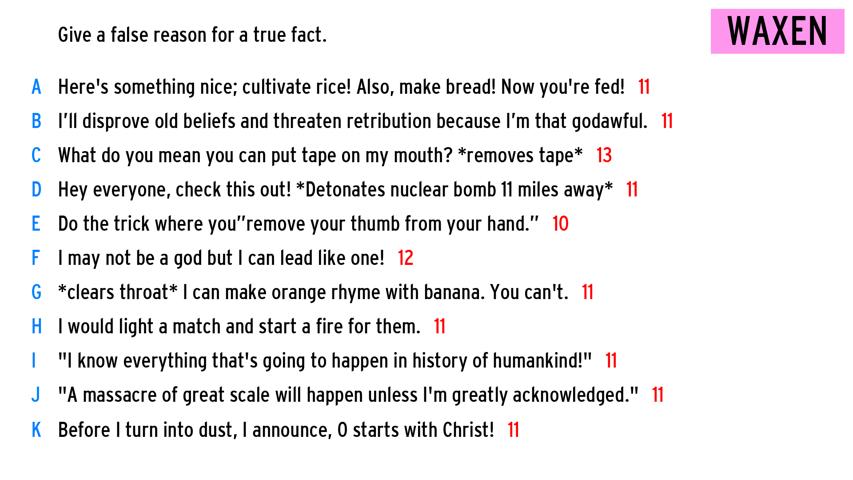 Give a false reason for a true fact.
WAXEN
A Here's something nice; cultivate rice! Also, make bread! Now you're fed! 11
B I’ll disprove old beliefs and threaten retribution because I’m that godawful. 11
C What do you mean you can put tape on my mouth? *removes tape* 13
D Hey everyone, check this out! *Detonates nuclear bomb 11 miles away* 11
E Do the trick where you”remove your thumb from your hand.” 10
F I may not be a god but I can lead like one! 12
G *clears throat* I can make orange rhyme with banana. You can't. 11
H I would light a match and start a fire for them. 11
I "I know everything that's going to happen in history of humankind!" 11
J "A massacre of great scale will happen unless I'm greatly acknowledged." 11
K Before I turn into dust, I announce, 0 starts with Christ! 11